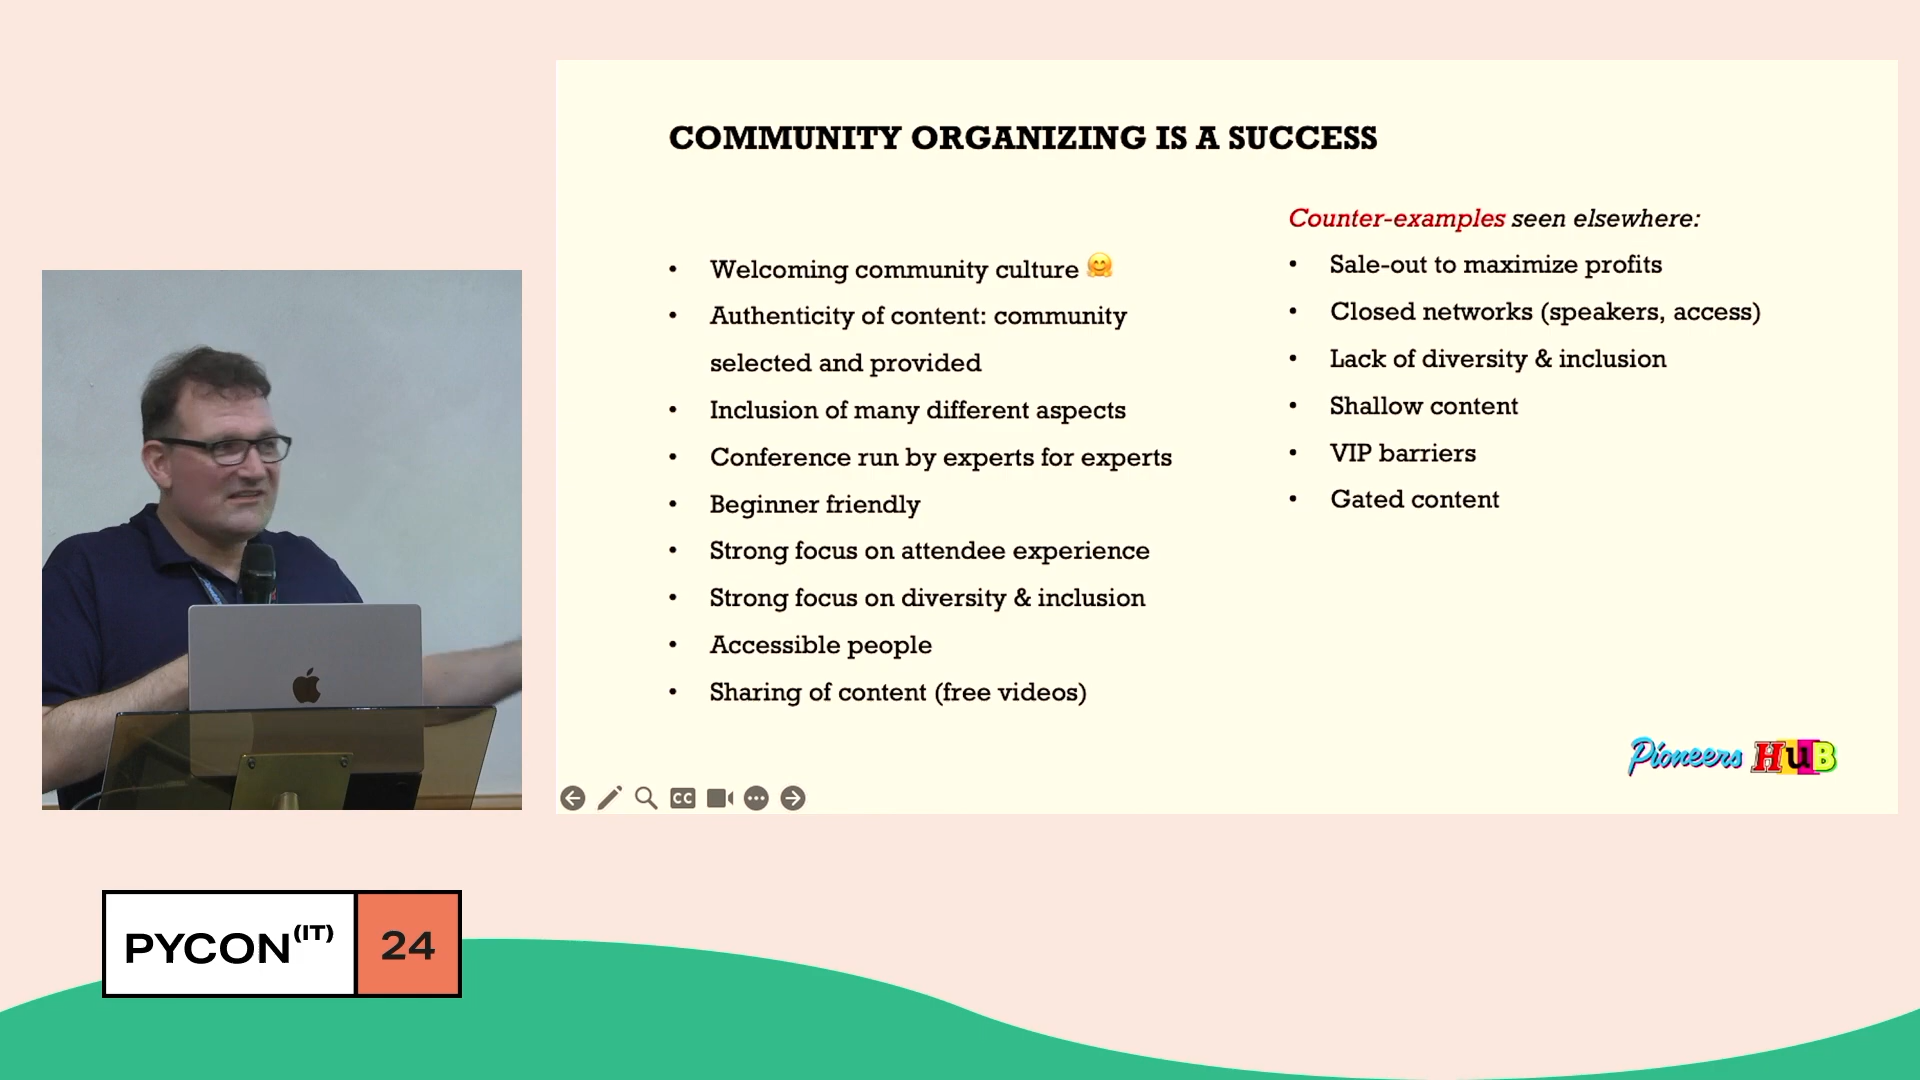 COMMUNITY ORGANIZING IS A SUCCESS
• Welcoming community culture 🤗
• Authenticity of content: community
selected and provided
• Inclusion of many different aspects
• Conference run by experts for experts
• Beginner friendly
• Strong focus on attendee experience
• Strong focus on diversity & inclusion
• Accessible people
• Sharing of content (free videos)
Counter-examples seen elsewhere:
• Sale-out to maximize profits
• Closed networks (speakers, access)
• Lack of diversity & inclusion
• Shallow content
• VIP barriers
• Gated content
Pioneers HuB
CC
PYCON(IT) 24